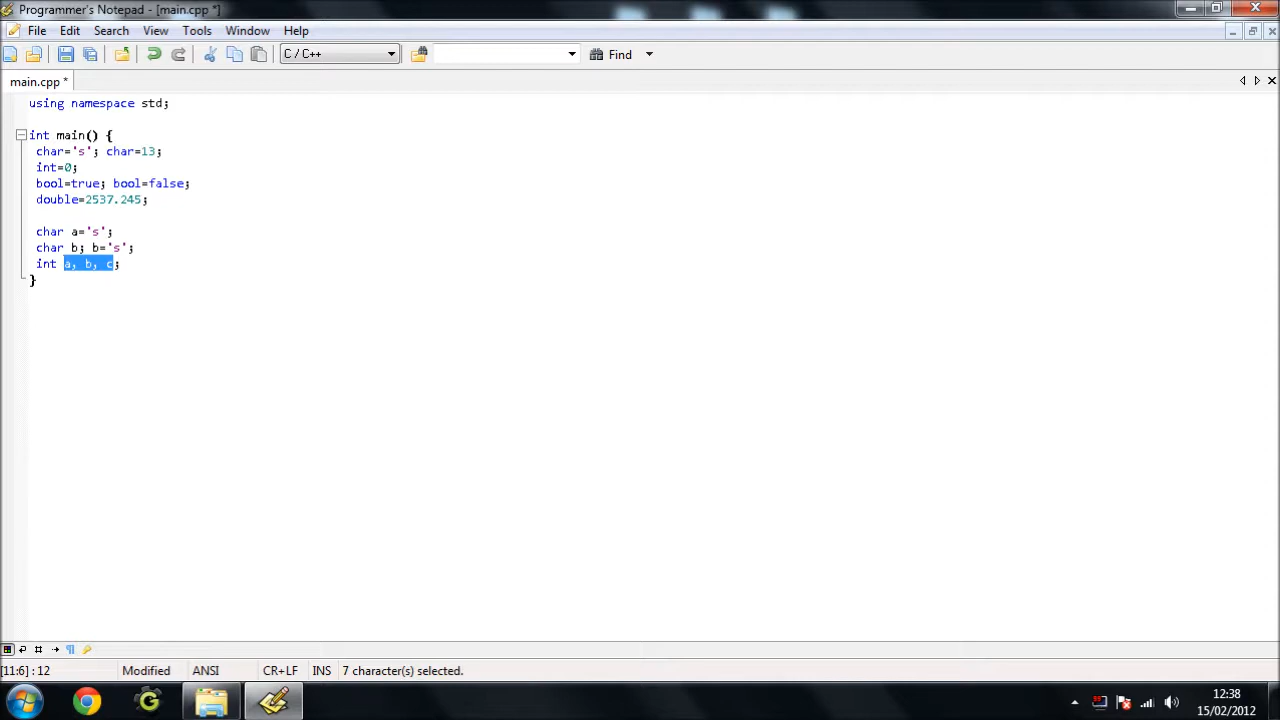 Programmer's Notepad - [main.cpp *]
File Edit Search View Tools Window Help
C / C++ Find
main.cpp *
using namespace std;
int main() {
char='s'; char=13;
int=0;
bool=true; bool=false;
double=2537.245;
char a='s';
char b; b='s';
int a, b, c;
}
[11:6] : 12 Modified ANSI CR+LF INS 7 character(s) selected.
12:38
15/02/2012